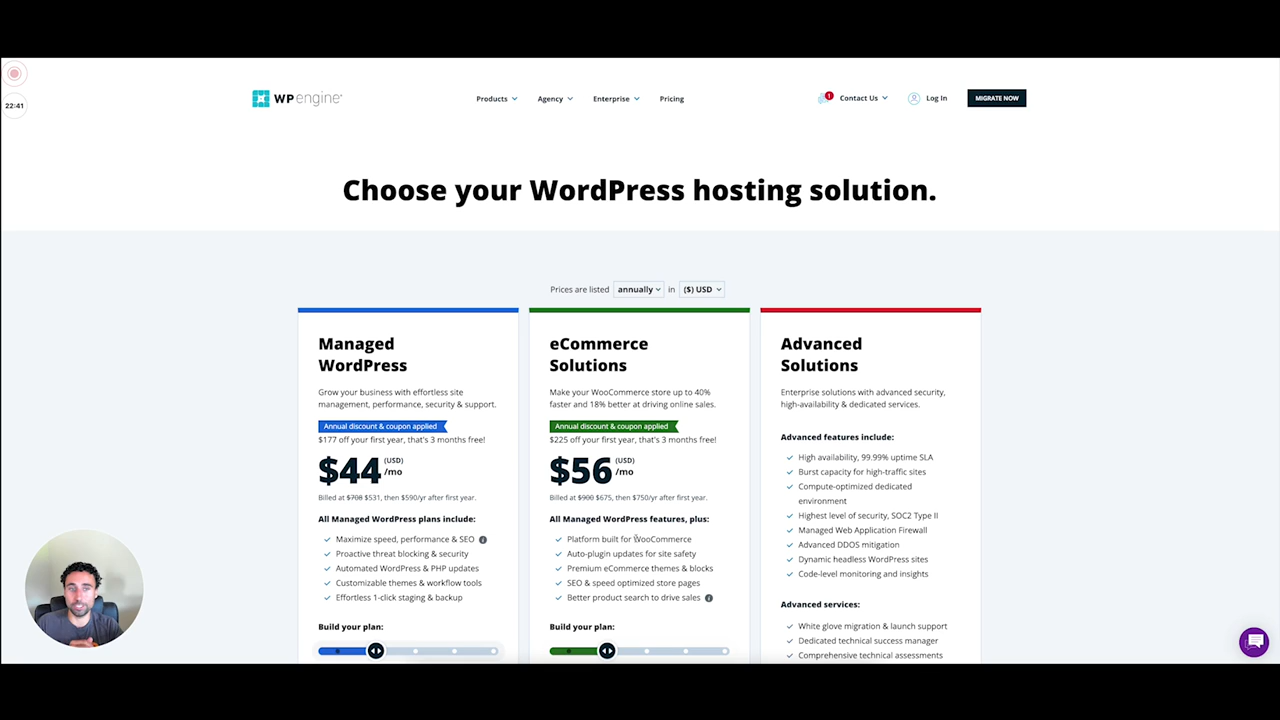 22:41
WP engine
Products Agency Enterprise Pricing
1 Contact Us Log In MIGRATE NOW
Choose your WordPress hosting solution.
Prices are listed annually in ($) USD
Managed
WordPress
Grow your business with effortless site
management, performance, security & support.
Annual discount & coupon applied
$177 off your first year, that's 3 months free!
$44 (USD)
/mo
Billed at $708 $531, then $590/yr after first year.
All Managed WordPress plans include:
Maximize speed, performance & SEO
Proactive threat blocking & security
Automated WordPress & PHP updates
Customizable themes & workflow tools
Effortless 1-click staging & backup
Build your plan:
eCommerce
Solutions
Make your WooCommerce store up to 40%
faster and 18% better at driving online sales.
Annual discount & coupon applied
$225 off your first year, that's 3 months free!
$56 (USD)
/mo
Billed at $900 $675, then $750/yr after first year.
All Managed WordPress features, plus:
Platform built for WooCommerce
Auto-plugin updates for site safety
Premium eCommerce themes & blocks
SEO & speed optimized store pages
Better product search to drive sales
Build your plan:
Advanced
Solutions
Enterprise solutions with advanced security,
high-availability & dedicated services.
Advanced features include:
High availability, 99.99% uptime SLA
Burst capacity for high-traffic sites
Compute-optimized dedicated
environment
Highest level of security, SOC2 Type II
Managed Web Application Firewall
Advanced DDOS mitigation
Dynamic headless WordPress sites
Code-level monitoring and insights
Advanced services:
White glove migration & launch support
Dedicated technical success manager
Comprehensive technical assessments